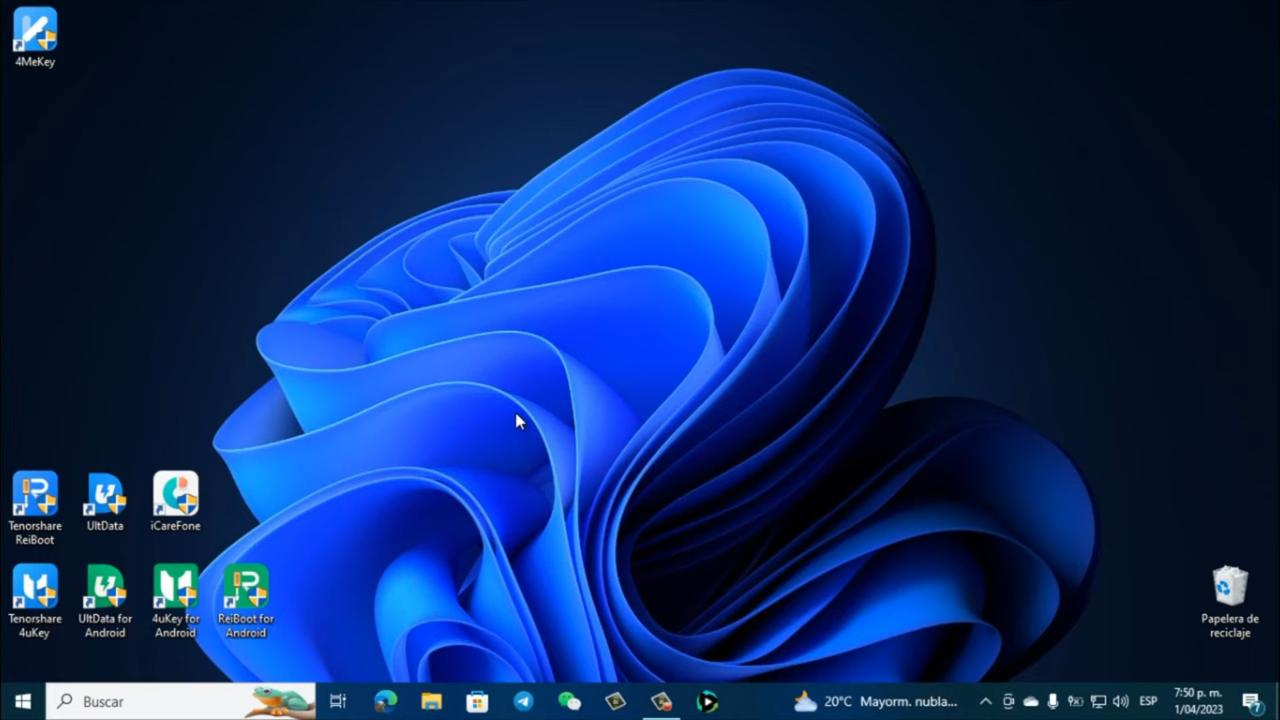 4MeKey
Tenorshare
ReiBoot
UltData
iCareFone
Tenorshare
4uKey
UltData for
Android
4uKey for
Android
ReiBoot for
Android
Papelera de
reciclaje
Buscar
20°C Mayorm. nubla...
ESP
7:50 p. m.
1/04/2023
7